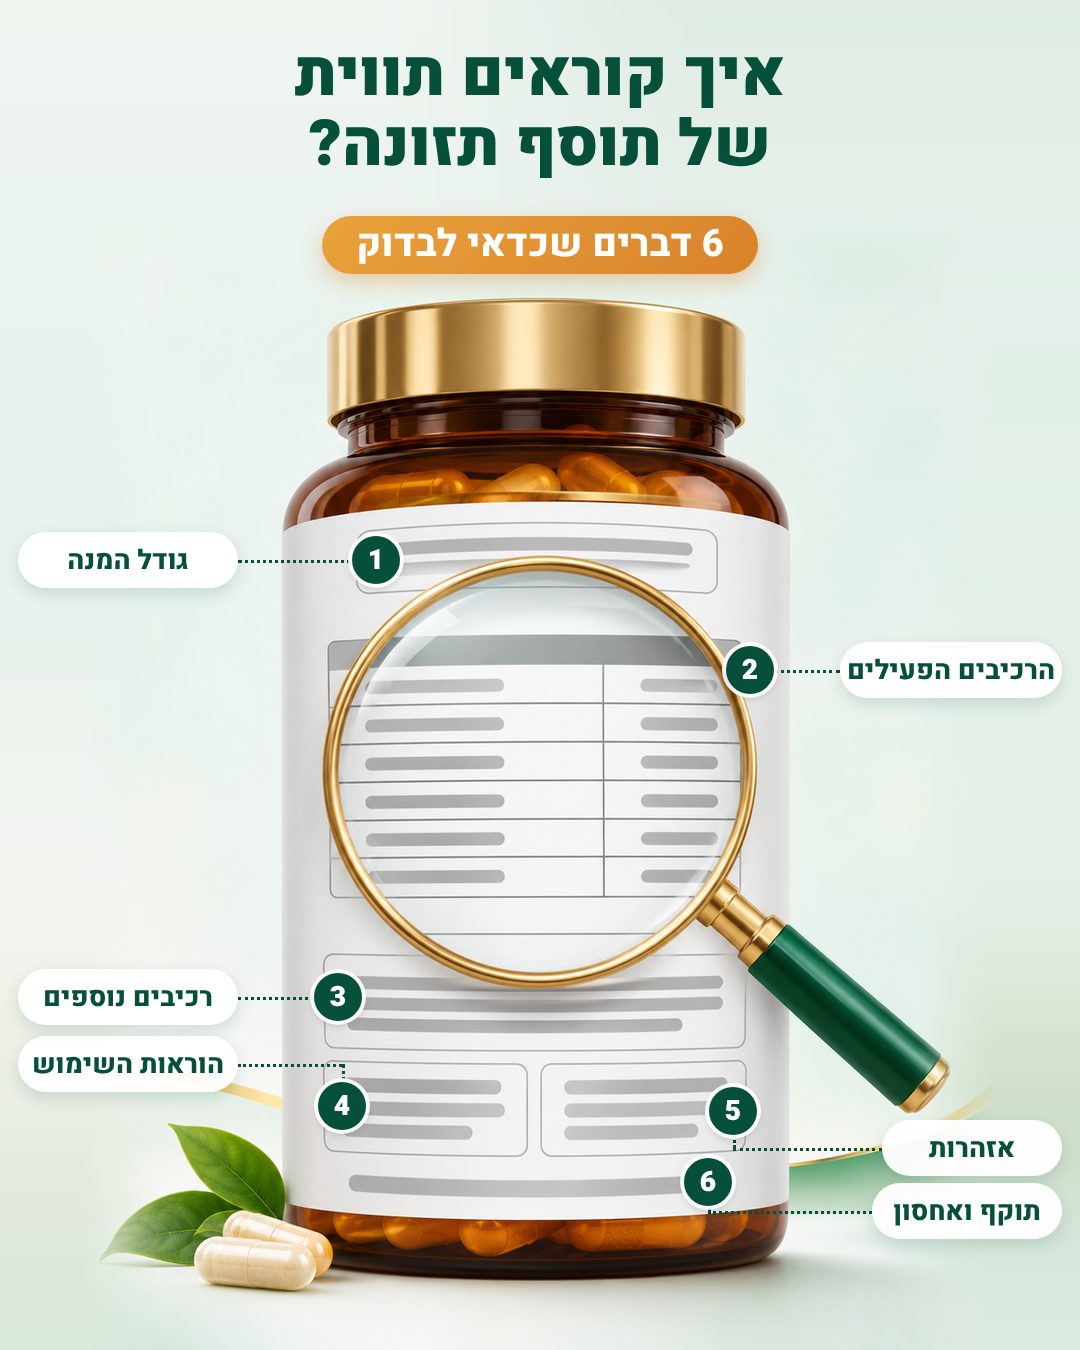 איך קוראים תווית
של תוסף תזונה?
6 דברים שכדאי לבדוק
1
גודל המנה
2
הרכיבים הפעילים
3
רכיבים נוספים
4
הוראות השימוש
5
אזהרות
6
תוקף ואחסון